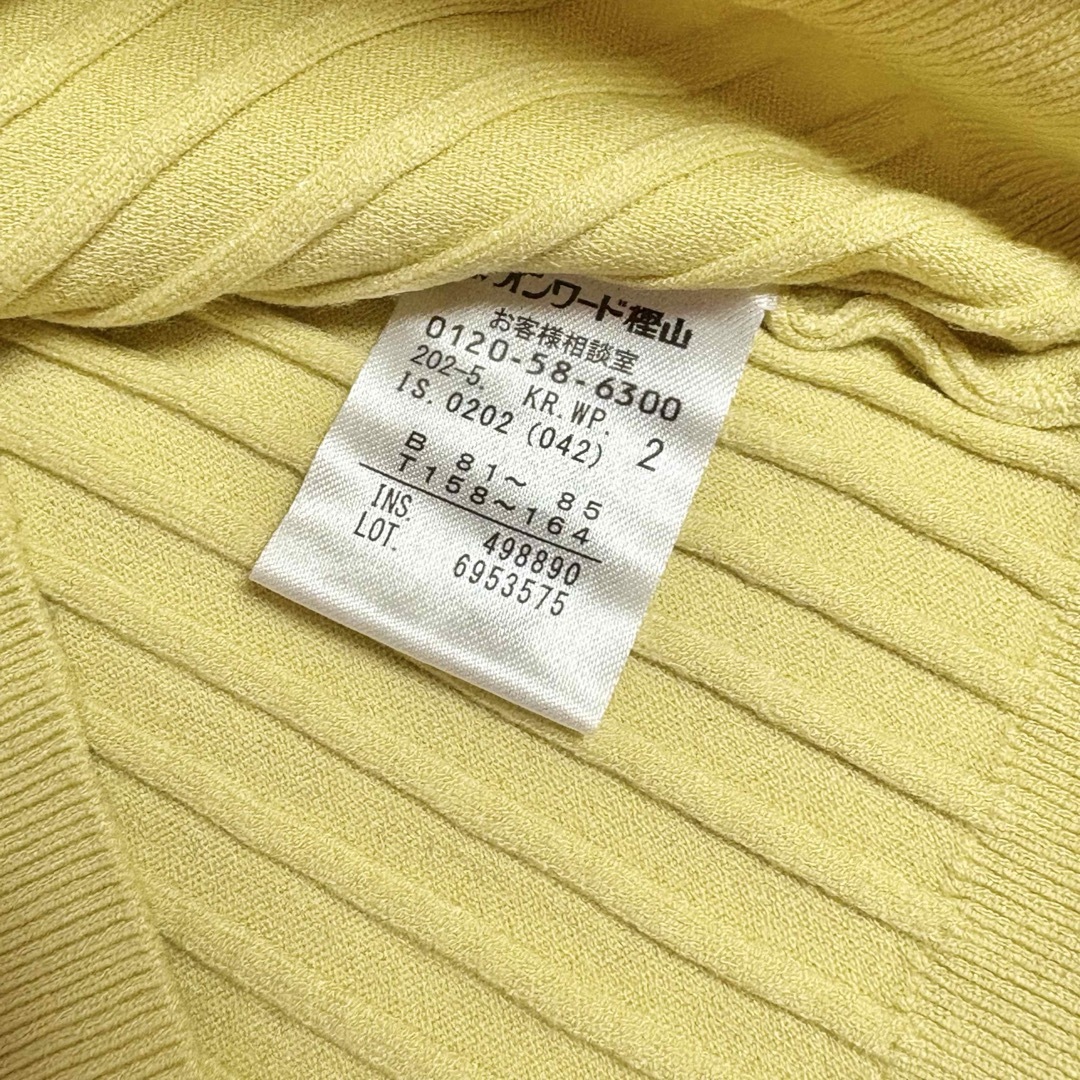 オンワード樫山
お客様相談室
0120-58-6300
202-5. KR.WP. 2
IS.0202(042)
B 81～ 85
T158～164
INS. 498890
LOT. 6953575